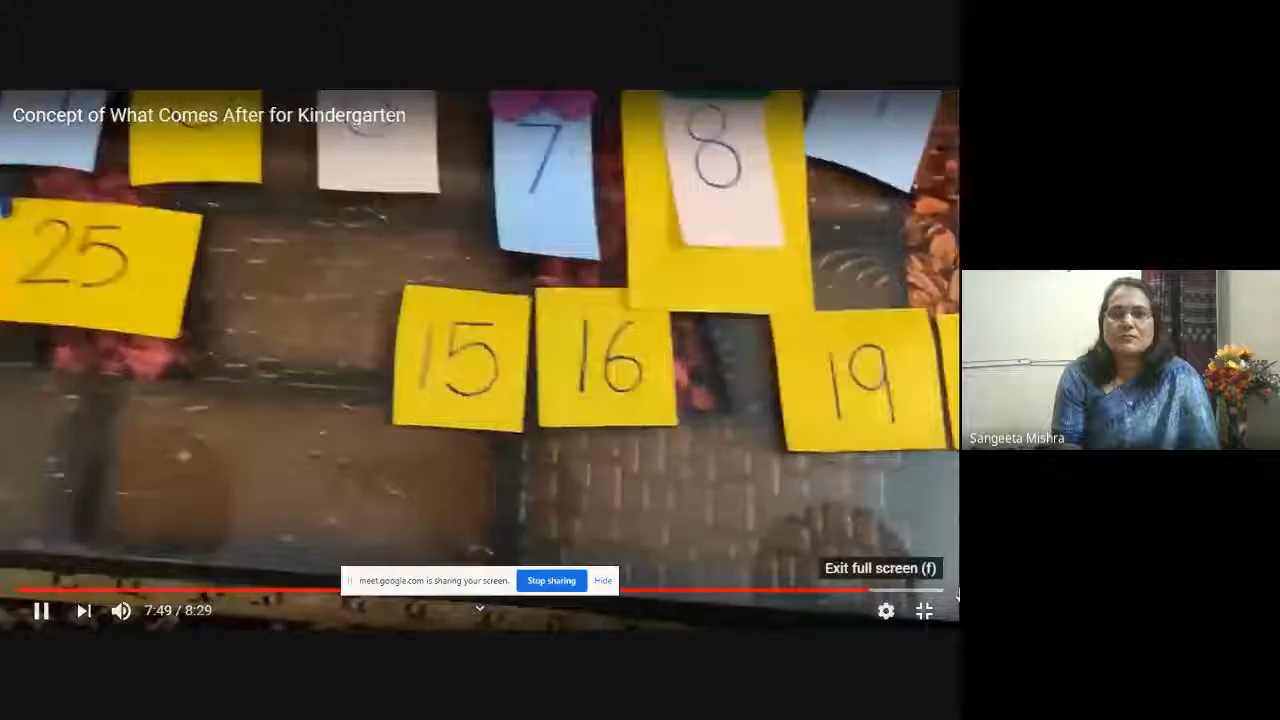 Concept of What Comes After for Kindergarten
7
8
25
15
16
19
Sangeeta Mishra
Exit full screen (f)
meet.google.com is sharing your screen.
Stop sharing
Hide
7:49 / 8:29